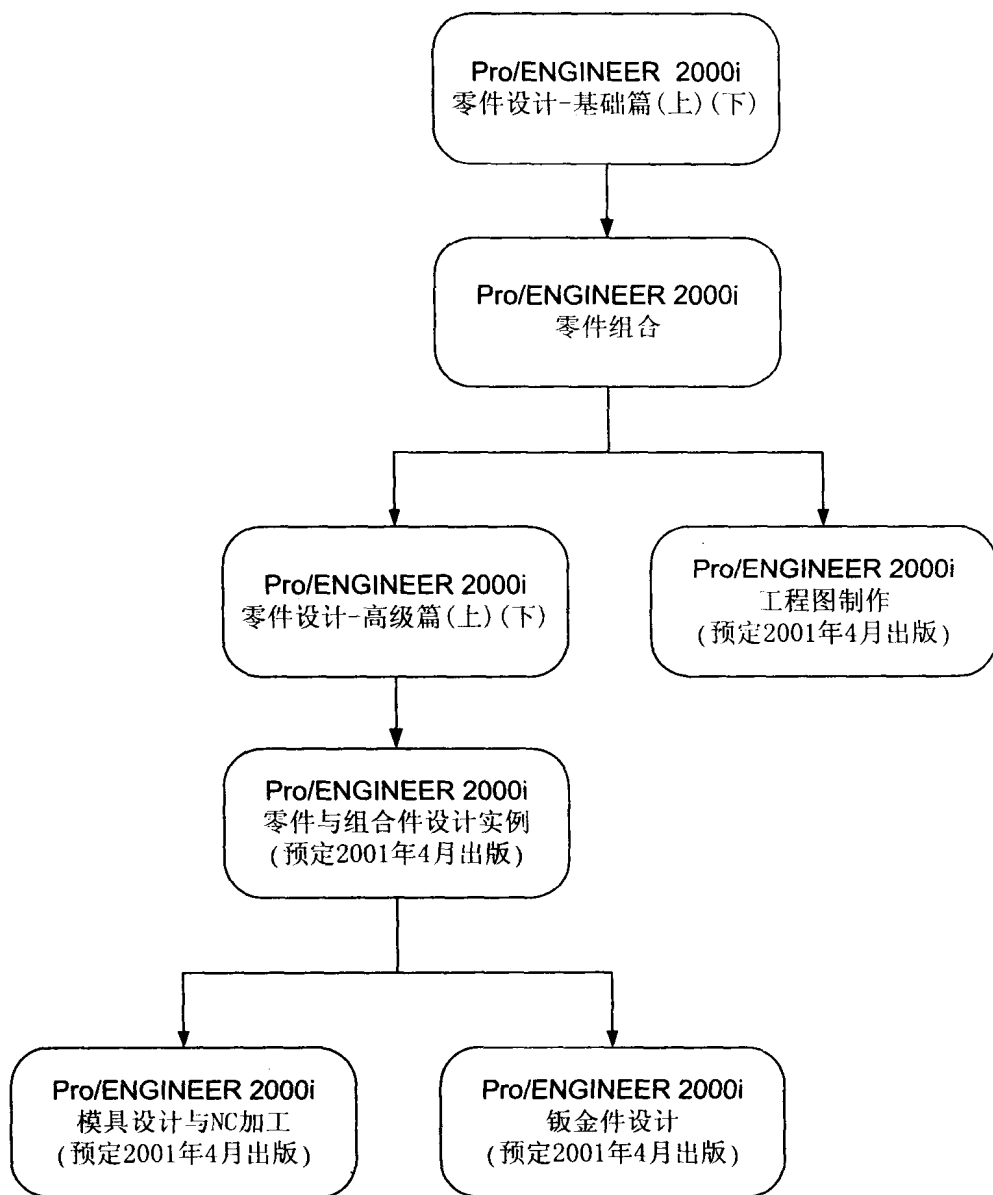 Pro/ENGINEER 2000i
零件设计-基础篇(上)(下)
Pro/ENGINEER 2000i
零件组合
Pro/ENGINEER 2000i
零件设计-高级篇(上)(下)
Pro/ENGINEER 2000i
工程图制作
(预定2001年4月出版)
Pro/ENGINEER 2000i
零件与组合件设计实例
(预定2001年4月出版)
Pro/ENGINEER 2000i
模具设计与NC加工
(预定2001年4月出版)
Pro/ENGINEER 2000i
钣金件设计
(预定2001年4月出版)